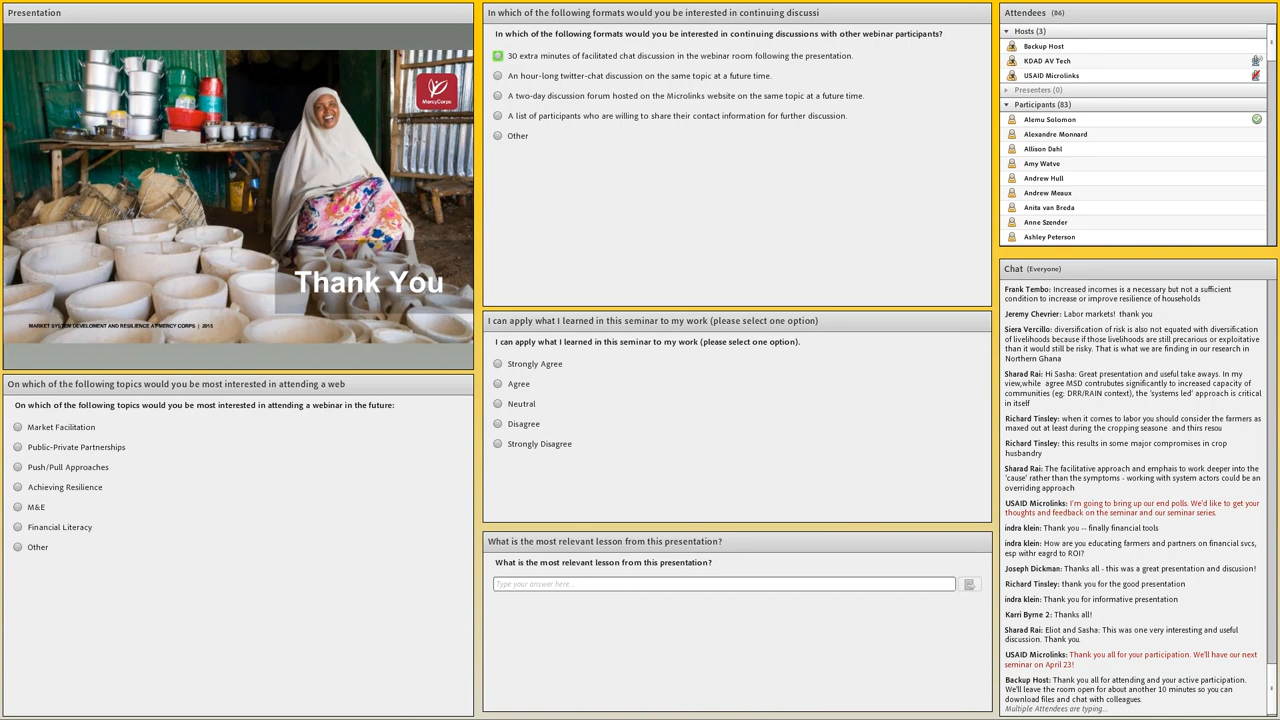 Presentation
MercyCorps
Thank You
MARKET SYSTEM DEVELOMENT AND RESILIENCE AT MERCY CORPS | 2015
On which of the following topics would you be most interested in attending a web
On which of the following topics would you be most interested in attending a webinar in the future:
Market Facilitation
Public-Private Partnerships
Push/Pull Approaches
Achieving Resilience
M&E
Financial Literacy
Other
In which of the following formats would you be interested in continuing discussi
In which of the following formats would you be interested in continuing discussions with other webinar participants?
30 extra minutes of facilitated chat discussion in the webinar room following the presentation.
An hour-long twitter-chat discussion on the same topic at a future time.
A two-day discussion forum hosted on the Microlinks website on the same topic at a future time.
A list of participants who are willing to share their contact information for further discussion.
Other
I can apply what I learned in this seminar to my work (please select one option)
I can apply what I learned in this seminar to my work (please select one option).
Strongly Agree
Agree
Neutral
Disagree
Strongly Disagree
What is the most relevant lesson from this presentation?
What is the most relevant lesson from this presentation?
Type your answer here...
Attendees (86)
Hosts (3)
Backup Host
KDAD AV Tech
USAID Microlinks
Presenters (0)
Participants (83)
Alemu Solomon
Alexandre Monnard
Allison Dahl
Amy Watve
Andrew Hull
Andrew Meaux
Anita van Breda
Anne Szender
Ashley Peterson
Chat (Everyone)
Frank Tembo: Increased incomes is a necessary but not a sufficient
condition to increase or improve resilience of households
Jeremy Chevrier: Labor markets! thank you
Siera Vercillo: diversification of risk is also not equated with diversification
of livelihoods because if those livelihoods are still precarious or exploitative
than it would still be risky. That is what we are finding in our research in
Northern Ghana
Sharad Rai: Hi Sasha: Great presentation and useful take aways. In my
view,while agree MSD contrubutes significantly to increased capacity of
communities (eg: DRR/RAIN context), the 'systems led' approach is critical
in itself
Richard Tinsley: when it comes to labor you should consider the farmers as
maxed out at least during the cropping seasone and thirs resou
Richard Tinsley: this results in some major compromises in crop
husbandry
Sharad Rai: The facilitative approach and emphais to work deeper into the
'cause' rather than the symptoms - working with system actors could be an
overriding approach
USAID Microlinks: I'm going to bring up our end polls. We'd like to get your
thoughts and feedback on the seminar and our seminar series.
indra klein: Thank you -- finally financial tools
indra klein: How are you educating farmers and partners on financial svcs,
esp withr eagrd to ROI?
Joseph Dickman: Thanks all - this was a great presentation and discusion!
Richard Tinsley: thank you for the good presentation
indra klein: Thank you for informative presentation
Karri Byrne 2: Thanks all!
Sharad Rai: Eliot and Sasha: This was one very interesting and useful
discussion. Thank you.
USAID Microlinks: Thank you all for your participation. We'll have our next
seminar on April 23!
Backup Host: Thank you all for attending and your active participation.
We'll leave the room open for about another 10 minutes so you can
download files and chat with colleagues.
Multiple Attendees are typing...